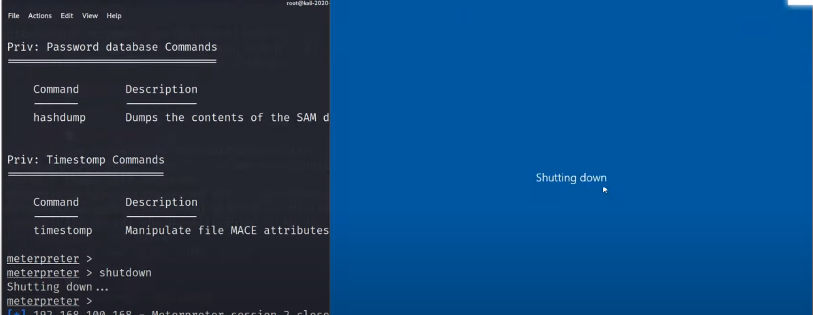 root@kali-2020-
File Actions Edit View Help
Priv: Password database Commands
Command Description
hashdump Dumps the contents of the SAM d
Priv: Timestomp Commands
Command Description
timestomp Manipulate file MACE attributes
meterpreter >
meterpreter > shutdown
Shutting down...
meterpreter >
[*] 192.168.100.168 - Meterpreter session 2 close
Shutting down